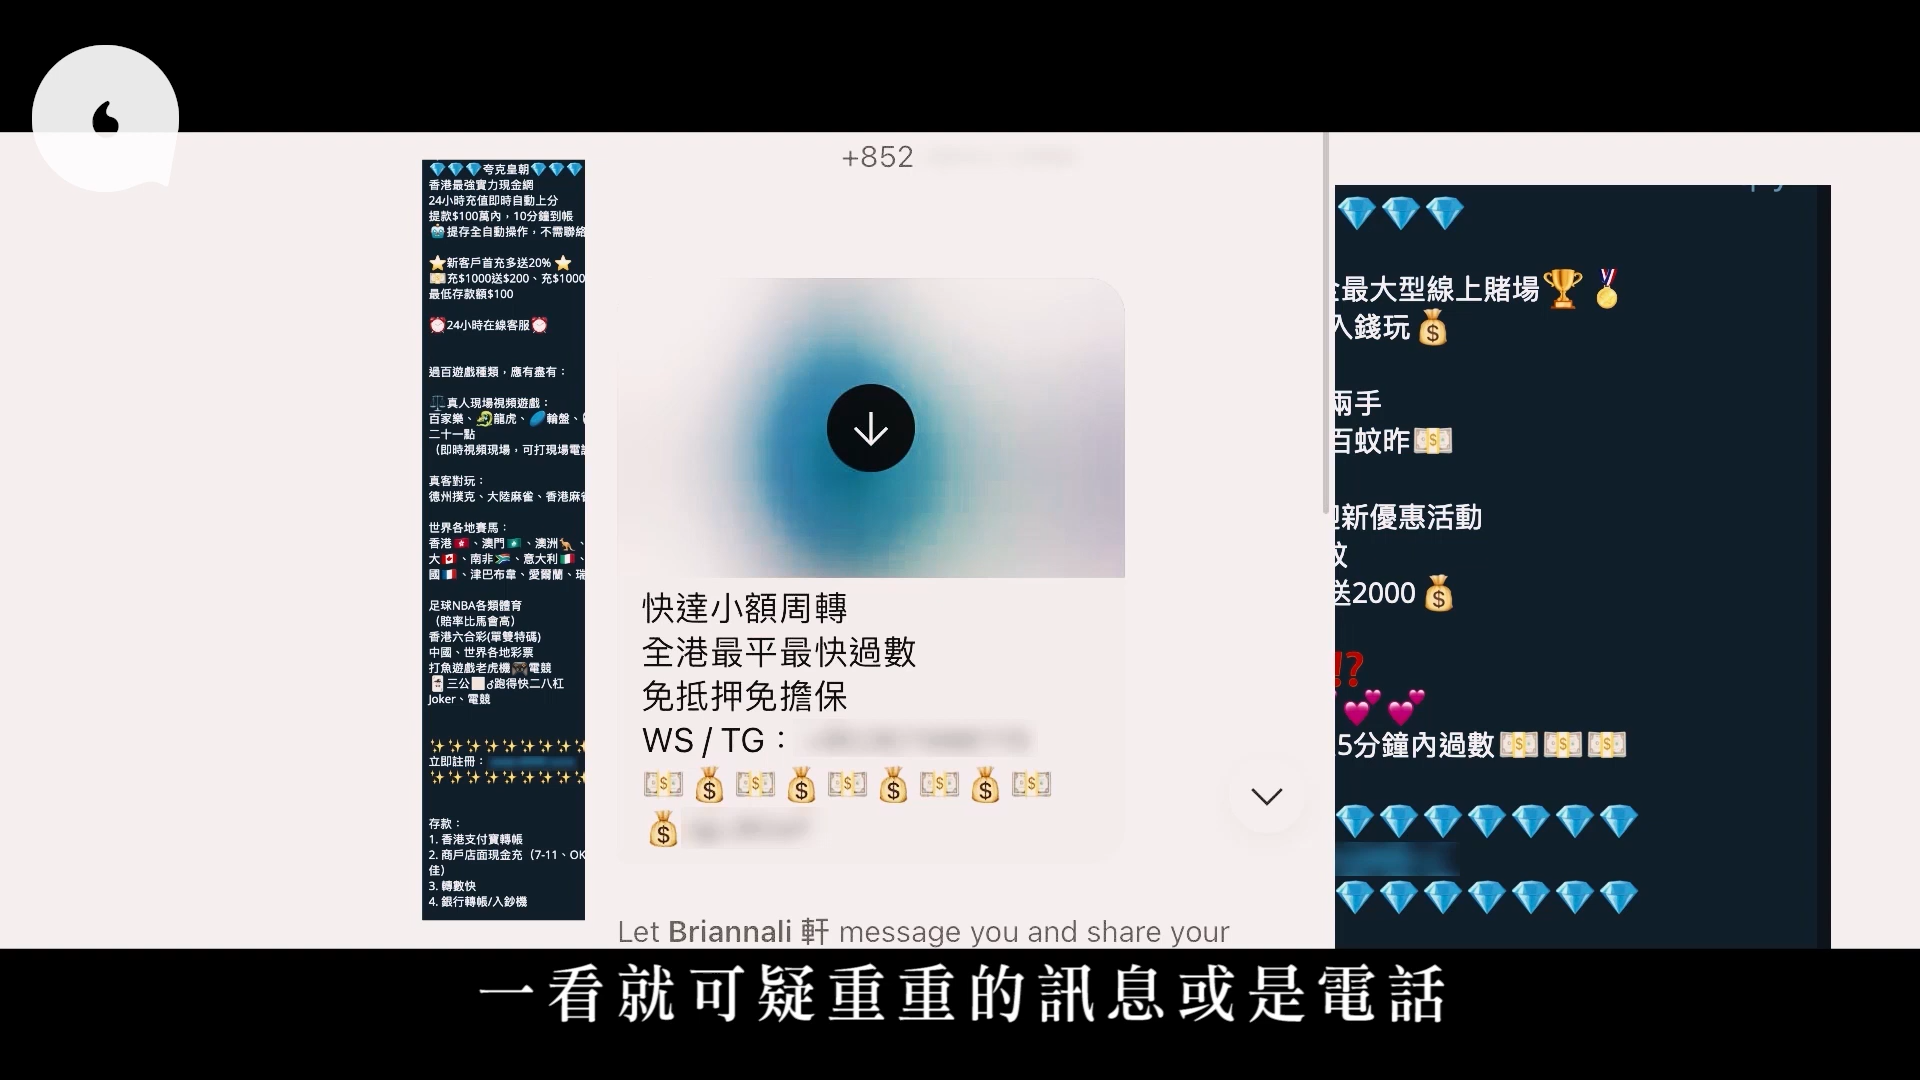 💎💎💎夸克皇朝💎💎💎
香港最強實力現金網
24小時充值即時自動上分
提款$100萬內，10分鐘到帳
🤖提存全自動操作，不需聯絡
⭐新客戶首充多送20%⭐
💵充$1000送$200、充$1000
最低存款額$100
⏰24小時在線客服⏰
過百遊戲種類，應有盡有：
⚖️真人現場視頻遊戲：
百家樂、🐉龍虎、🏉輪盤、
二十一點
（即時視頻現場，可打現場電話
真客對玩：
德州撲克、大陸麻雀、香港麻雀
世界各地賽馬：
香港🇭🇰、澳門🇲🇴、澳洲🦘、
大🇨🇦、南非🇿🇦、意大利🇮🇹、
國🇫🇷、津巴布韋、愛爾蘭、瑞
足球NBA各類體育
（賠率比馬會高）
香港六合彩(單雙特碼)
中國、世界各地彩票
打魚遊戲老虎機🎮電競
🃏三公⬜♂跑得快二八杠
Joker、電競
✨✨✨✨✨✨✨✨✨
立即註冊：
✨✨✨✨✨✨✨✨✨
存款：
1. 香港支付寶轉帳
2. 商戶店面現金充（7-11、OK
佳）
3. 轉數快
4. 銀行轉帳/入鈔機
+852
快達小額周轉
全港最平最快過數
免抵押免擔保
WS / TG：
💵💰💵💰💵💰💵💰💵
💰
Let Briannali 軒 message you and share your
💎💎💎
最大型線上賭場🏆🏅
入錢玩💰
兩手
百蚊咋💵
迎新優惠活動
蚊
送2000💰
⁉️
💕💕
5分鐘內過數💵💵💵
💎💎💎💎💎💎💎
💎💎💎💎💎💎💎
一看就可疑重重的訊息或是電話